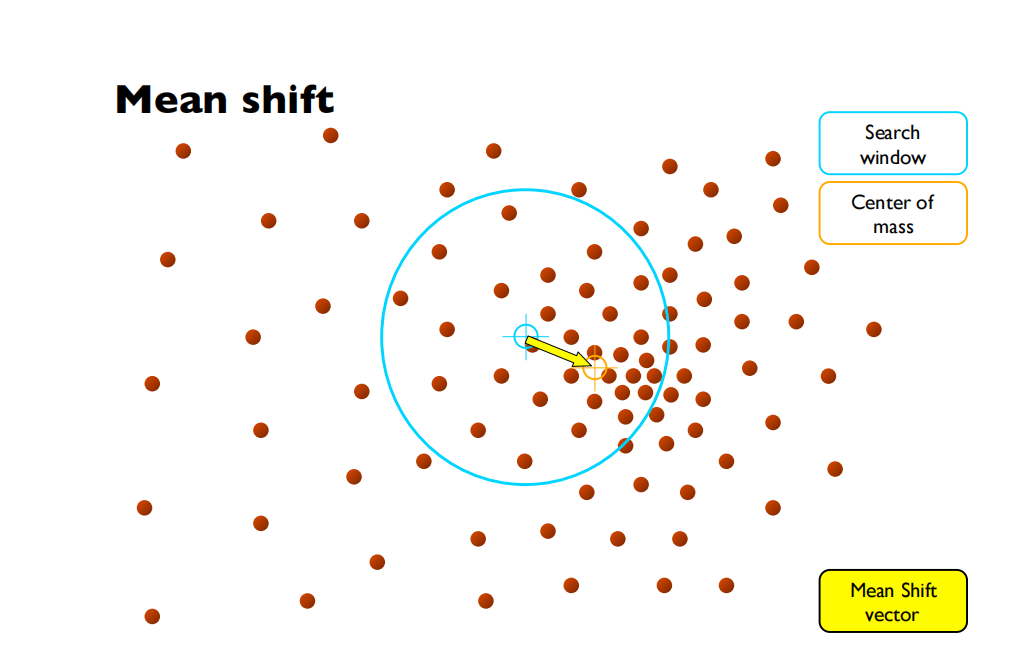 Mean shift
Search
window
Center of
mass
Mean Shift
vector